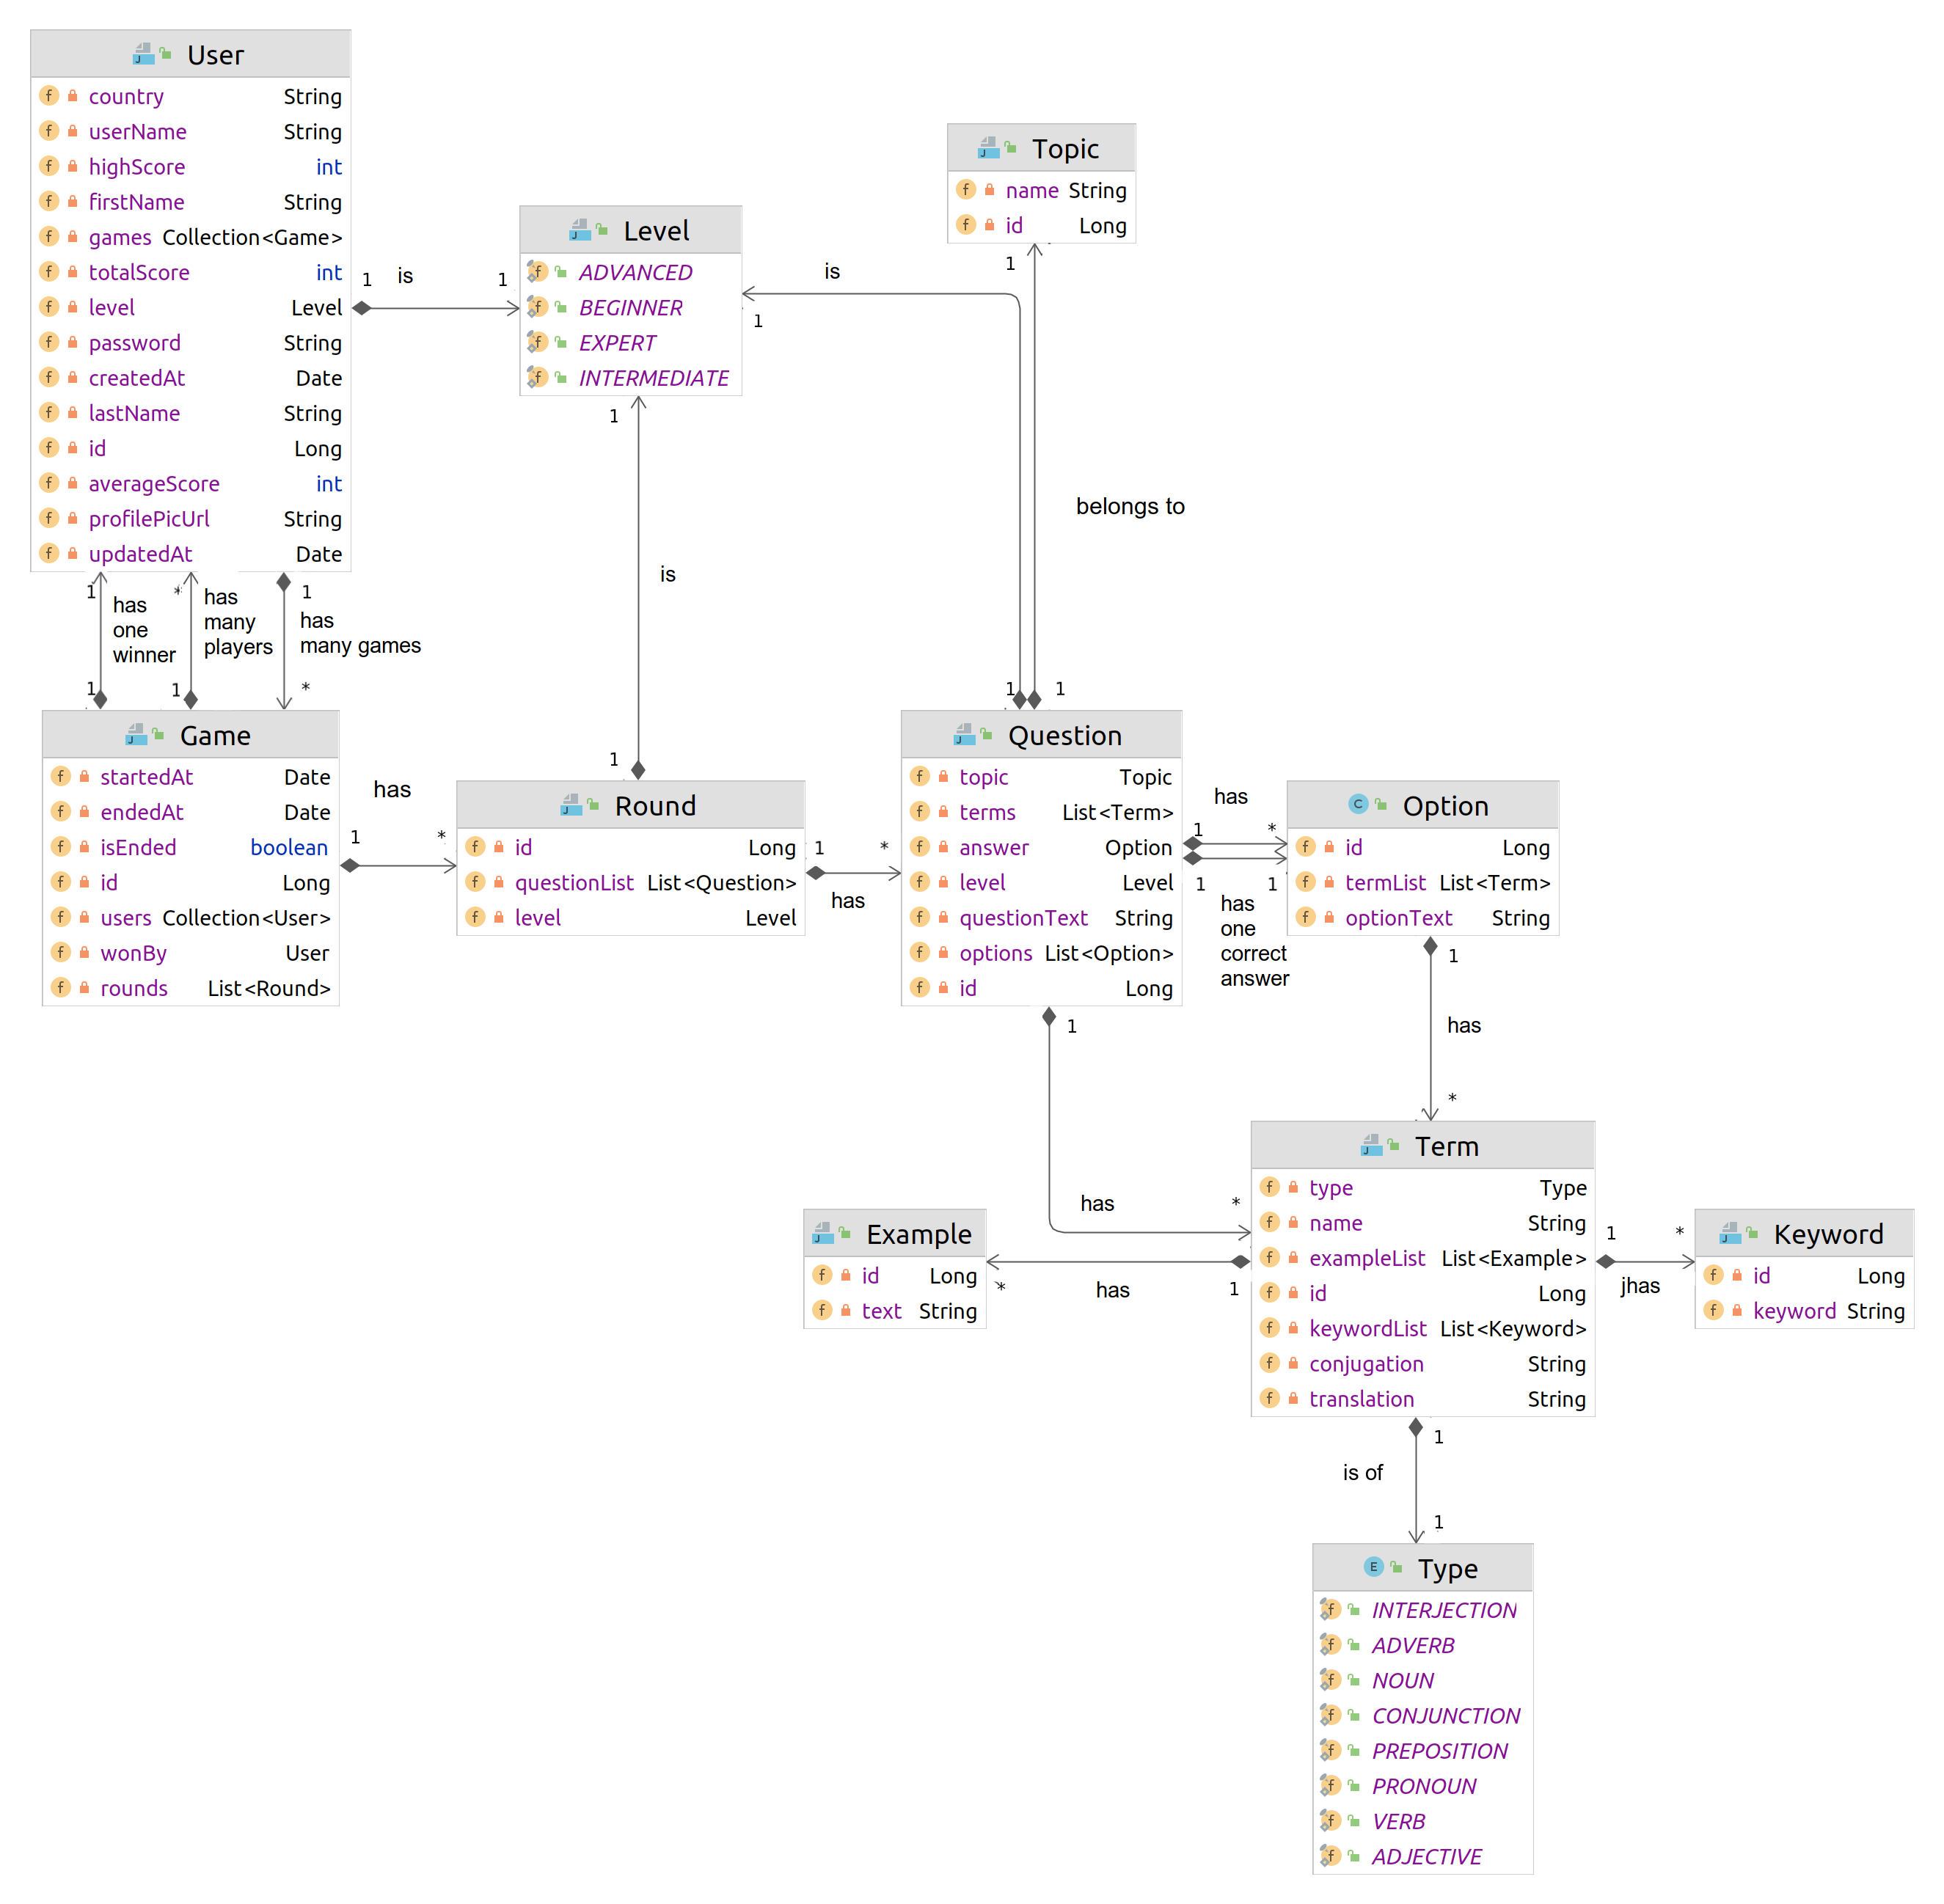 User
country String
userName String
highScore int
firstName String
games Collection<Game>
totalScore int
level Level
password String
createdAt Date
lastName String
id Long
averageScore int
profilePicUrl String
updatedAt Date
1 is 1
Level
ADVANCED
BEGINNER
EXPERT
INTERMEDIATE
is
1
Topic
name String
id Long
1
belongs to
1
is
1
1
has
one
winner
1
*
has
many
players
1
1
has
many games
*
Game
startedAt Date
endedAt Date
isEnded boolean
id Long
users Collection<User>
wonBy User
rounds List<Round>
has
1 *
Round
id Long
questionList List<Question>
level Level
1 *
has
1 1
Question
topic Topic
terms List<Term>
answer Option
level Level
questionText String
options List<Option>
id Long
has
1 *
1 1
has
one
correct
answer
Option
id Long
termList List<Term>
optionText String
1
has
*
1
has *
Term
type Type
name String
exampleList List<Example>
id Long
keywordList List<Keyword>
conjugation String
translation String
Example
id Long
text String
* has 1
1 *
jhas
Keyword
id Long
keyword String
1
is of
1
Type
INTERJECTION
ADVERB
NOUN
CONJUNCTION
PREPOSITION
PRONOUN
VERB
ADJECTIVE